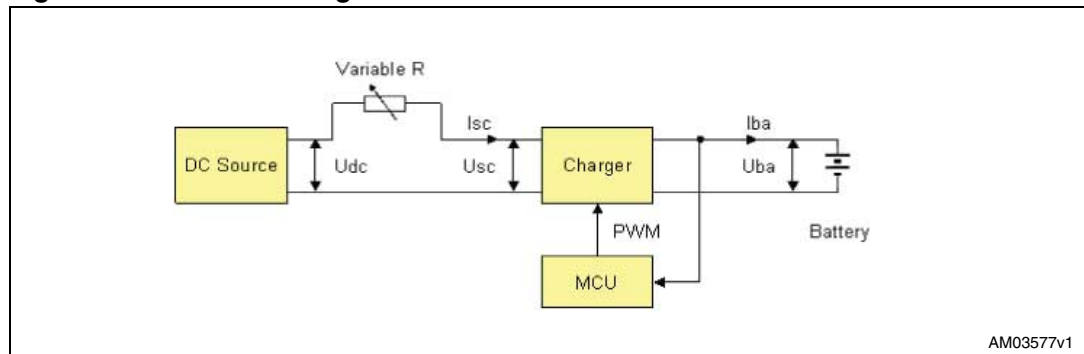 Variable R
Isc
Iba
DC Source
Udc
Usc
Charger
Uba
PWM
Battery
MCU
AM03577v1